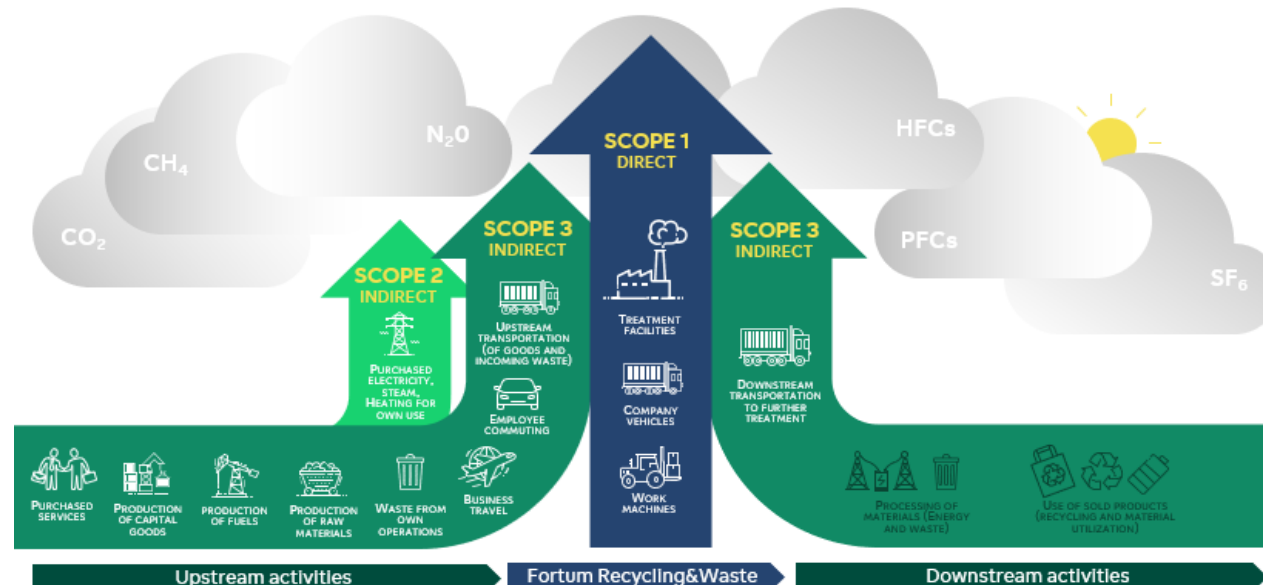 CO₂
CH₄
N₂0
HFCs
PFCs
SF₆
SCOPE 2
INDIRECT
PURCHASED
ELECTRICITY,
STEAM,
HEATING FOR
OWN USE
SCOPE 3
INDIRECT
UPSTREAM
TRANSPORTATION
(OF GOODS AND
INCOMING WASTE)
EMPLOYEE
COMMUTING
BUSINESS
TRAVEL
PURCHASED
SERVICES
PRODUCTION
OF CAPITAL
GOODS
PRODUCTION
OF FUELS
PRODUCTION
OF RAW
MATERIALS
WASTE FROM
OWN
OPERATIONS
SCOPE 1
DIRECT
TREATMENT
FACILITIES
COMPANY
VEHICLES
WORK
MACHINES
SCOPE 3
INDIRECT
DOWNSTREAM
TRANSPORTATION
TO FURTHER
TREATMENT
PROCESSING OF
MATERIALS (ENERGY
AND WASTE)
USE OF SOLD PRODUCTS
(RECYCLING AND MATERIAL
UTILIZATION)
Upstream activities
Fortum Recycling&Waste
Downstream activities